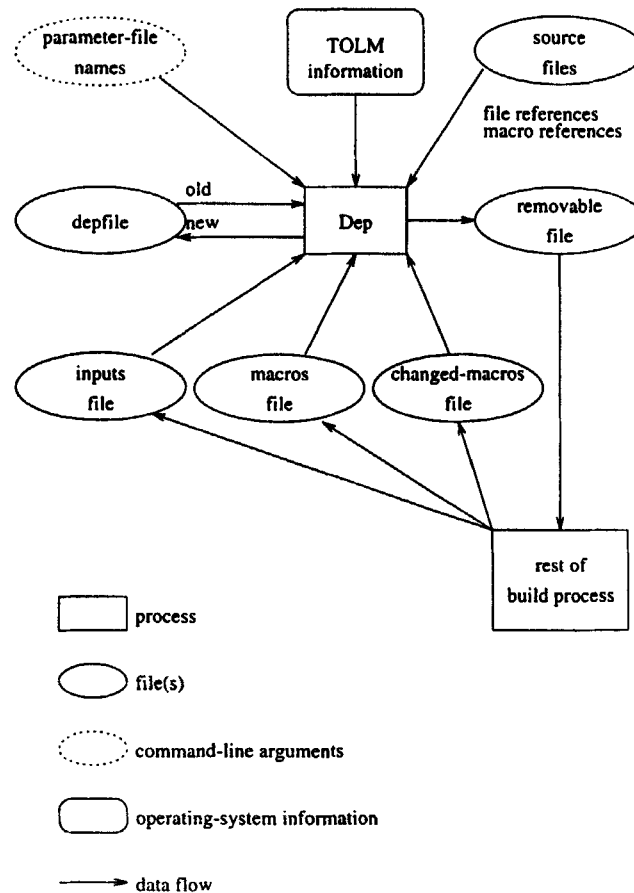 parameter-file
names
TOLM
information
source
files
file references
macro references
old
depfile
new
Dep
removable
file
inputs
file
macros
file
changed-macros
file
rest of
build process
process
file(s)
command-line arguments
operating-system information
data flow